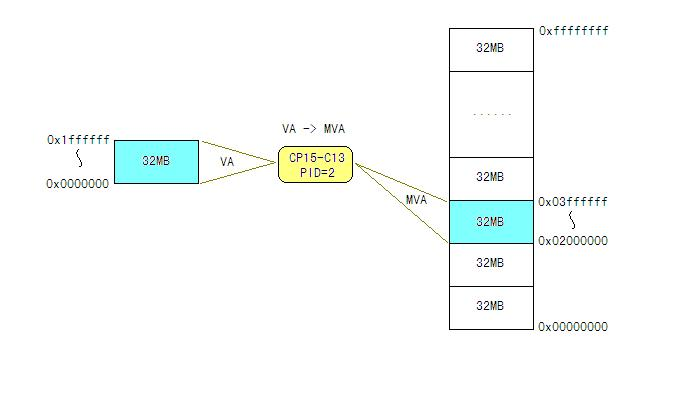 0xffffffff
32MB
......
VA -> MVA
0x1ffffff
32MB
VA
CP15-C13
PID=2
32MB
0x0000000
MVA
0x03ffffff
32MB
0x02000000
32MB
32MB
0x00000000